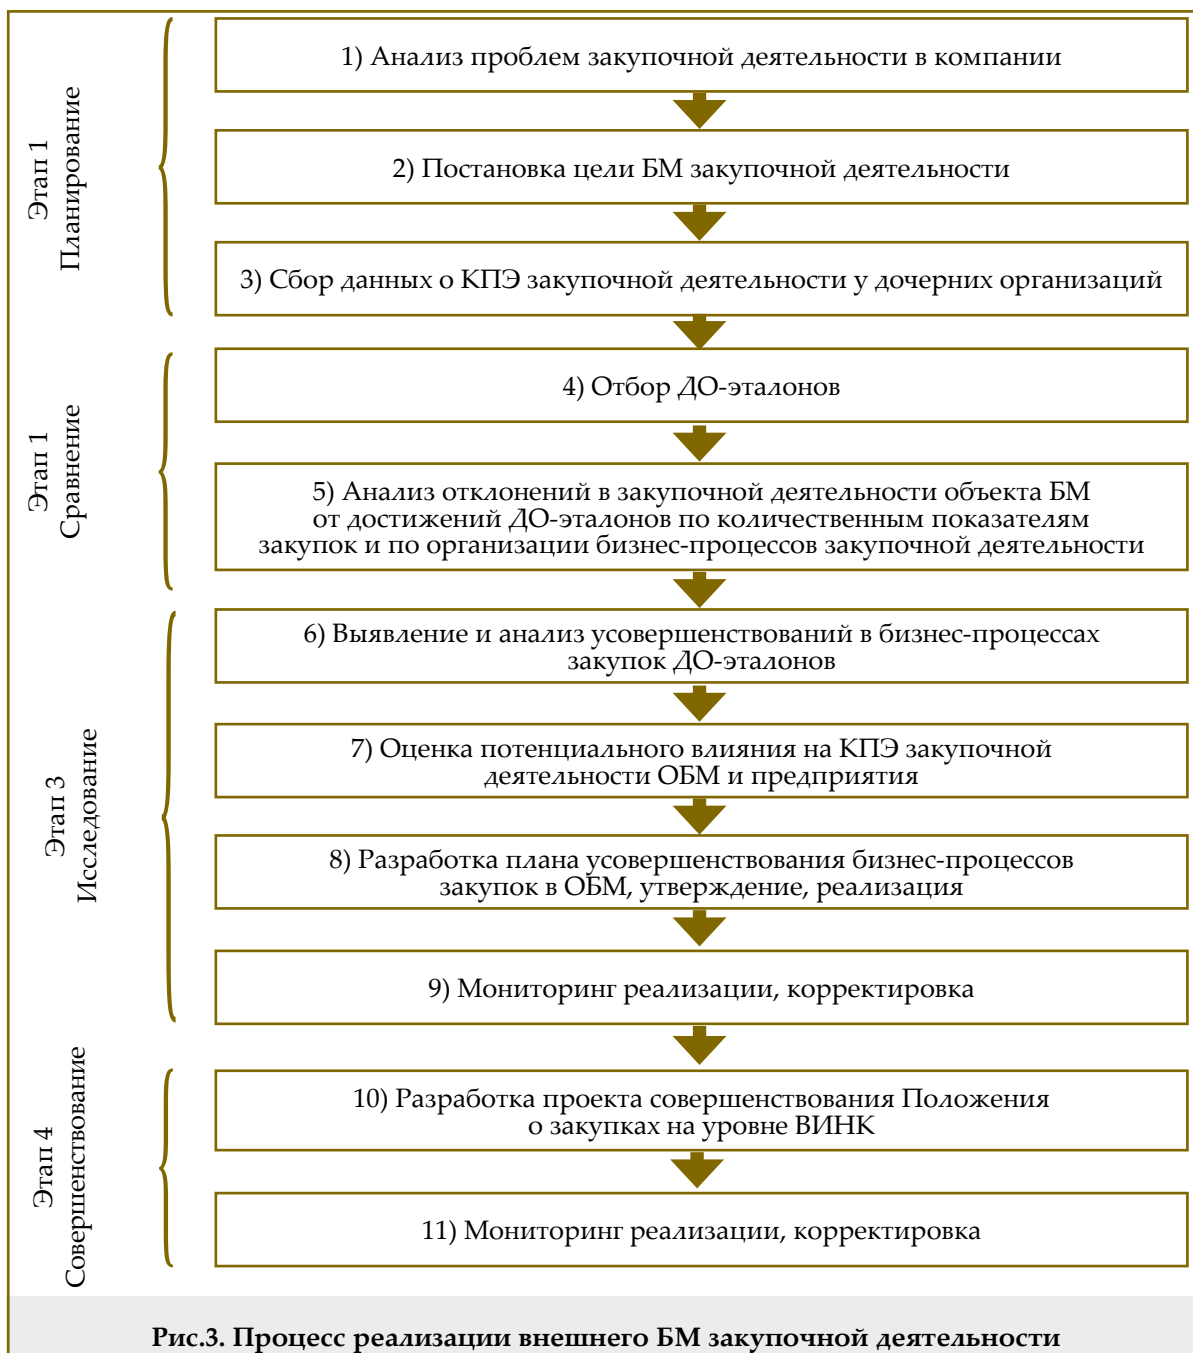 Этап 1
Планирование
1) Анализ проблем закупочной деятельности в компании
2) Постановка цели БМ закупочной деятельности
3) Сбор данных о КПЭ закупочной деятельности у дочерних организаций
Этап 1
Сравнение
4) Отбор ДО-эталонов
5) Анализ отклонений в закупочной деятельности объекта БМ
от достижений ДО-эталонов по количественным показателям
закупок и по организации бизнес-процессов закупочной деятельности
Этап 3
Исследование
6) Выявление и анализ усовершенствований в бизнес-процессах
закупок ДО-эталонов
7) Оценка потенциального влияния на КПЭ закупочной
деятельности ОБМ и предприятия
8) Разработка плана усовершенствования бизнес-процессов
закупок в ОБМ, утверждение, реализация
9) Мониторинг реализации, корректировка
Этап 4
Совершенствование
10) Разработка проекта совершенствования Положения
о закупках на уровне ВИНК
11) Мониторинг реализации, корректировка
Рис.3. Процесс реализации внешнего БМ закупочной деятельности